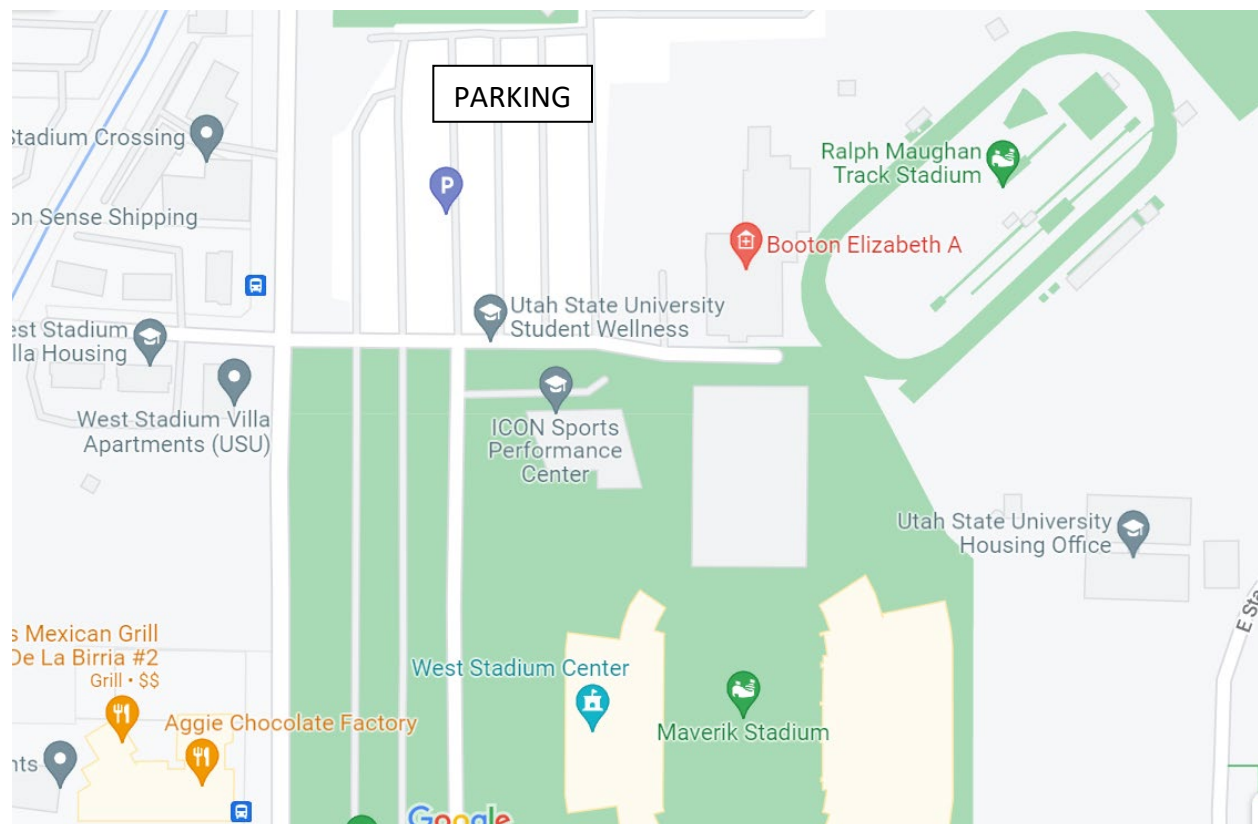 PARKING
Stadium Crossing
Ralph Maughan
Track Stadium
P
on Sense Shipping
Booton Elizabeth A
Utah State University
Student Wellness
est Stadium
lla Housing
West Stadium Villa
Apartments (USU)
ICON Sports
Performance
Center
Utah State University
Housing Office
E Sta
s Mexican Grill
De La Birria #2
Grill • $$
West Stadium Center
Aggie Chocolate Factory
Maverik Stadium
nts
Google